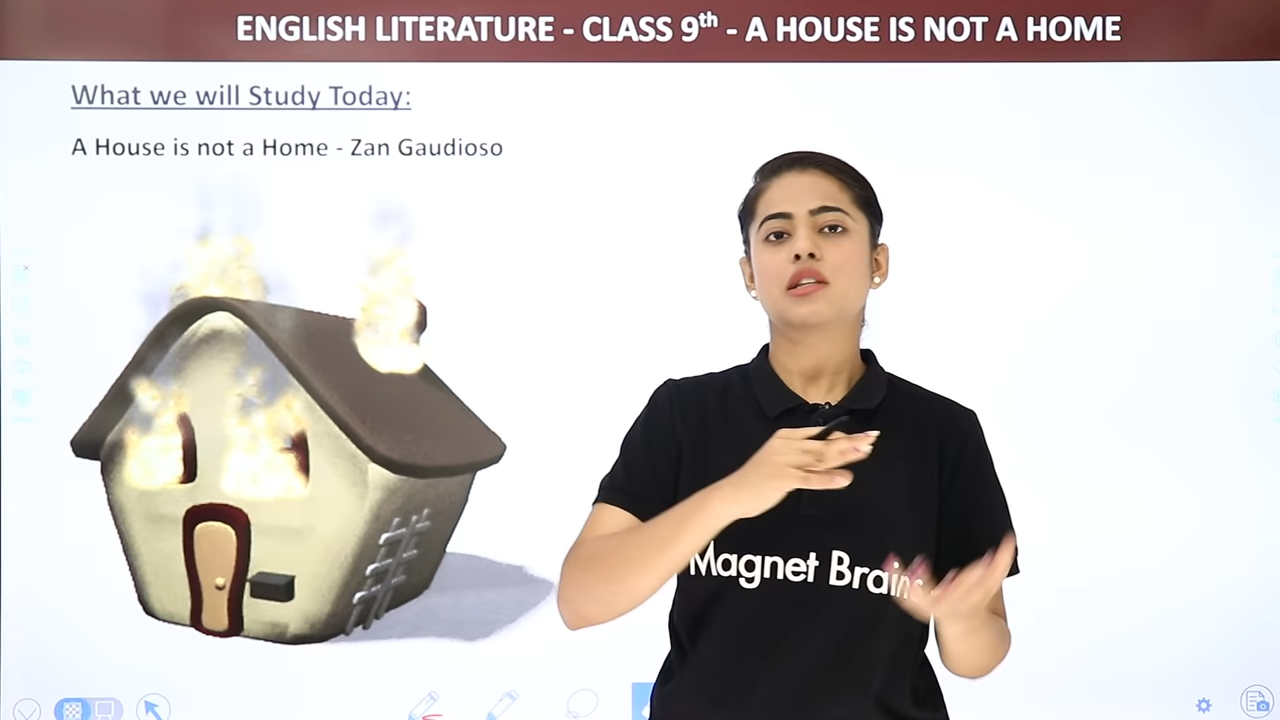 ENGLISH LITERATURE - CLASS 9th - A HOUSE IS NOT A HOME
What we will Study Today:
A House is not a Home - Zan Gaudioso
Magnet Brains